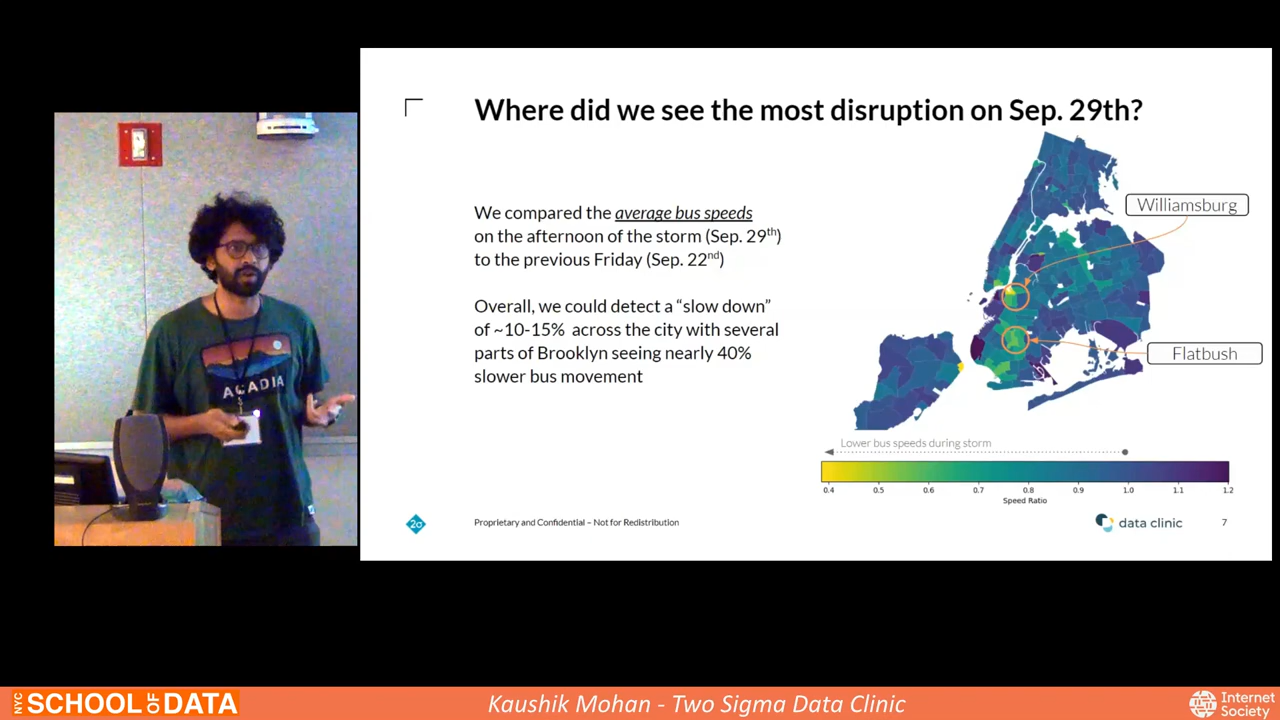 Where did we see the most disruption on Sep. 29th?
We compared the average bus speeds
on the afternoon of the storm (Sep. 29th)
to the previous Friday (Sep. 22nd)
Overall, we could detect a “slow down”
of ~10-15% across the city with several
parts of Brooklyn seeing nearly 40%
slower bus movement
Williamsburg
Flatbush
Lower bus speeds during storm
0.4 0.5 0.6 0.7 0.8 0.9 1.0 1.1 1.2
Speed Ratio
2σ
Proprietary and Confidential – Not for Redistribution
data clinic
7
ACADIA
NYC SCHOOL OF DATA
Kaushik Mohan - Two Sigma Data Clinic
Internet
Society